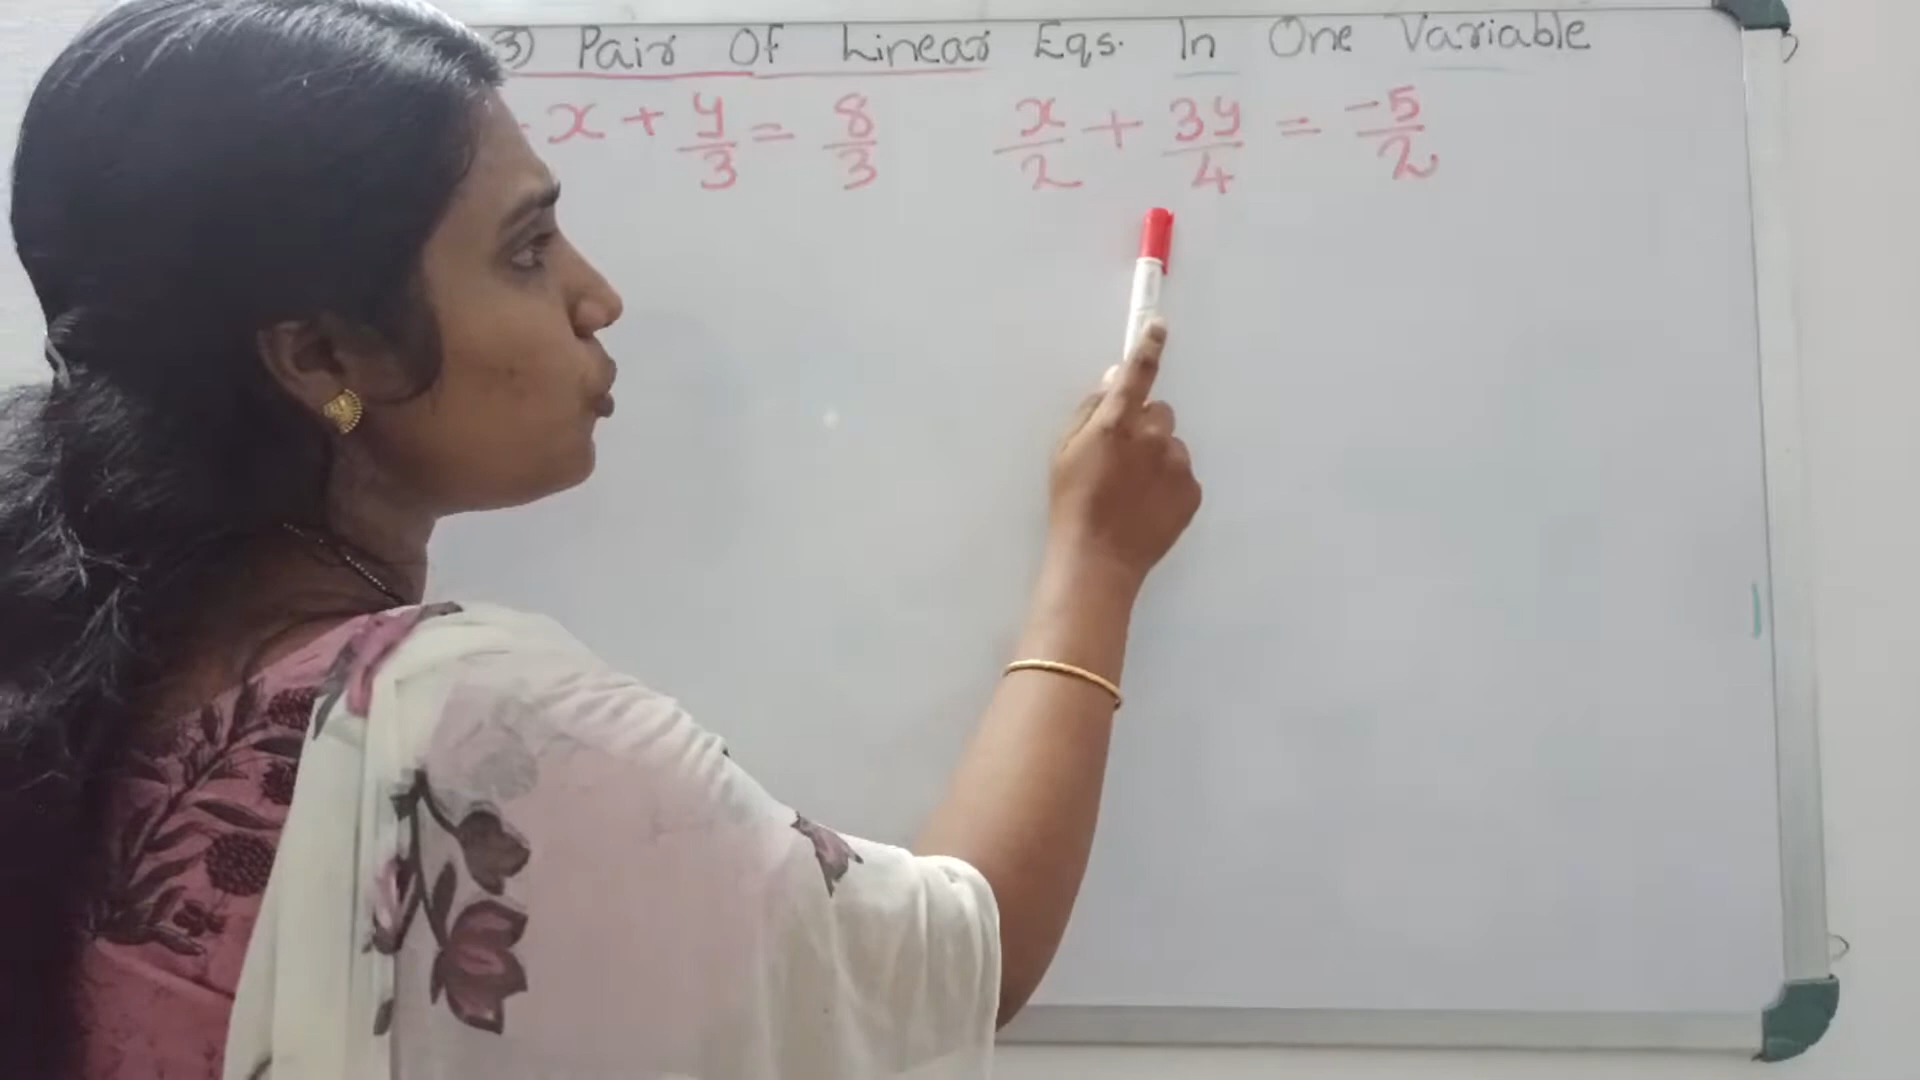 3) Pair Of Linear Eqs. In One Variable
x + y/3 = 8/3 x/2 + 3y/4 = -5/2